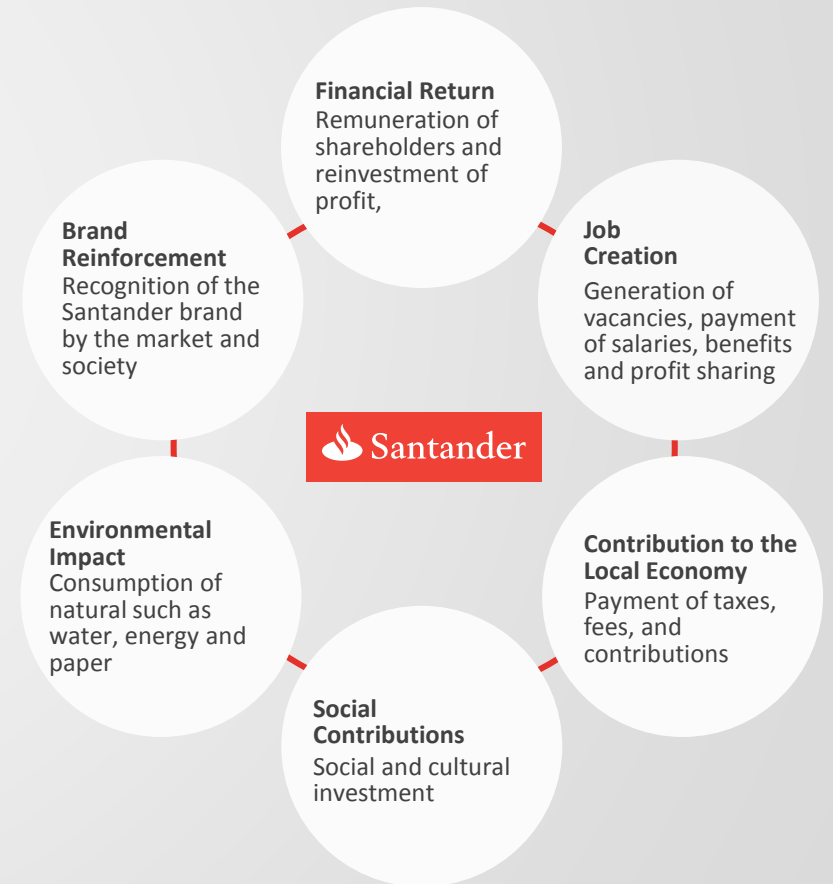 Financial Return
Remuneration of
shareholders and
reinvestment of
profit,
Job
Creation
Generation of
vacancies, payment
of salaries, benefits
and profit sharing
Contribution to the
Local Economy
Payment of taxes,
fees, and
contributions
Social
Contributions
Social and cultural
investment
Environmental
Impact
Consumption of
natural such as
water, energy and
paper
Brand
Reinforcement
Recognition of the
Santander brand
by the market and
society
Santander